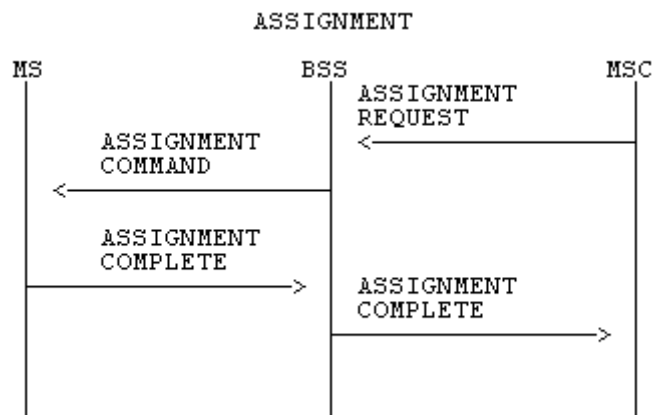 ASSIGNMENT
MS BSS MSC
ASSIGNMENT
REQUEST
ASSIGNMENT
COMMAND
ASSIGNMENT
COMPLETE
ASSIGNMENT
COMPLETE